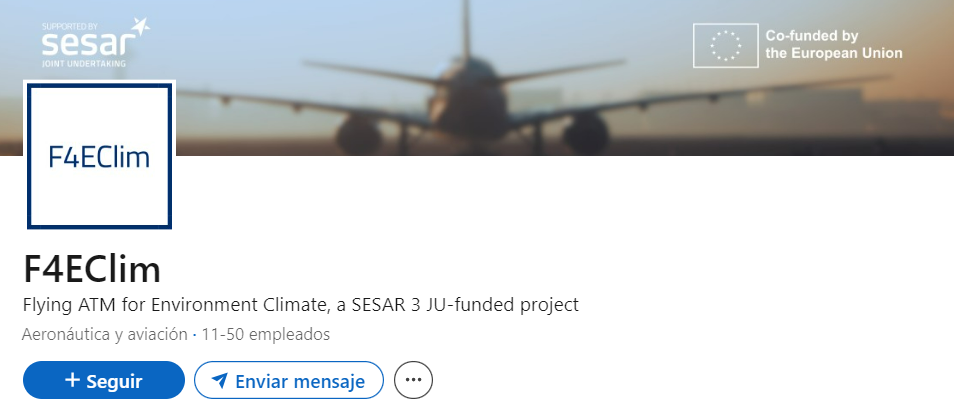 SUPPORTED BY
sesar
JOINT UNDERTAKING
Co-funded by
the European Union
F4EClim
F4EClim
Flying ATM for Environment Climate, a SESAR 3 JU-funded project
Aeronáutica y aviación · 11-50 empleados
+ Seguir
Enviar mensaje
...